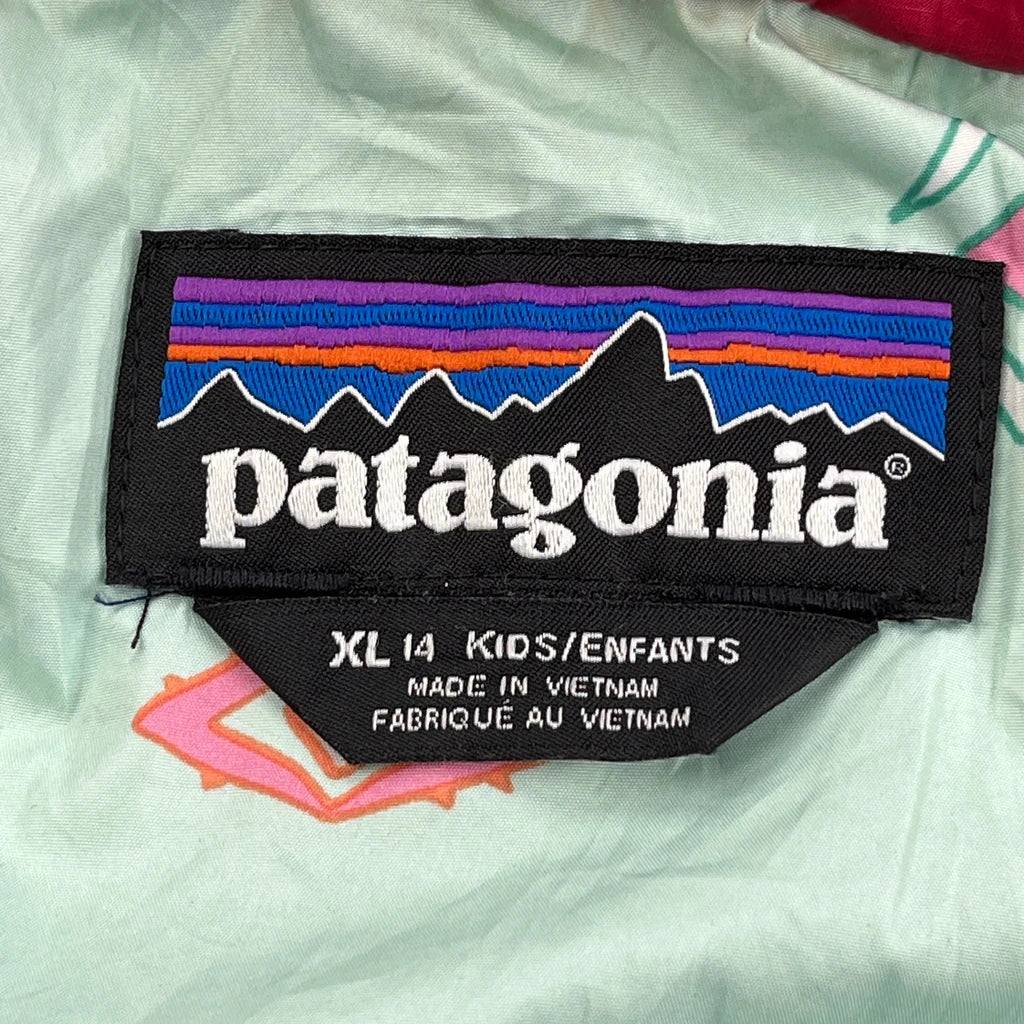 patagonia®
XL 14 KIDS/ENFANTS
MADE IN VIETNAM
FABRIQUÉ AU VIETNAM